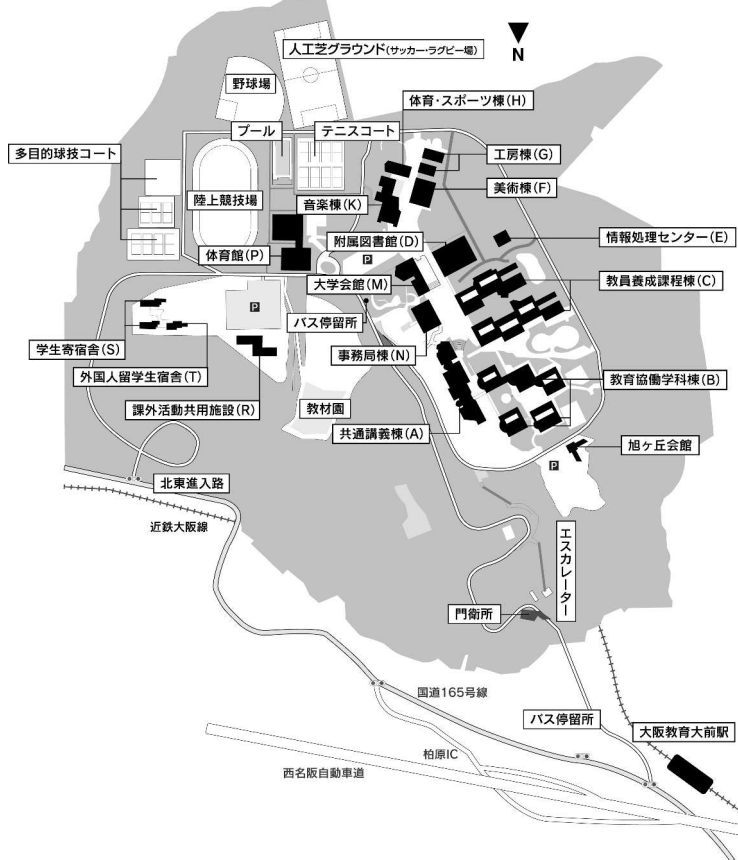 人工芝グラウンド(サッカー・ラグビー場)
N
野球場
体育・スポーツ棟(H)
プール
テニスコート
多目的球技コート
工房棟(G)
美術棟(F)
陸上競技場
音楽棟(K)
附属図書館(D)
情報処理センター(E)
体育館(P)
P
大学会館(M)
教員養成課程棟(C)
P
バス停留所
学生寄宿舎(S)
事務局棟(N)
外国人留学生宿舎(T)
教育協働学科棟(B)
課外活動共用施設(R)
教材園
共通講義棟(A)
旭ヶ丘会館
P
北東進入路
近鉄大阪線
エスカレーター
門衛所
国道165号線
バス停留所
大阪教育大前駅
柏原IC
西名阪自動車道